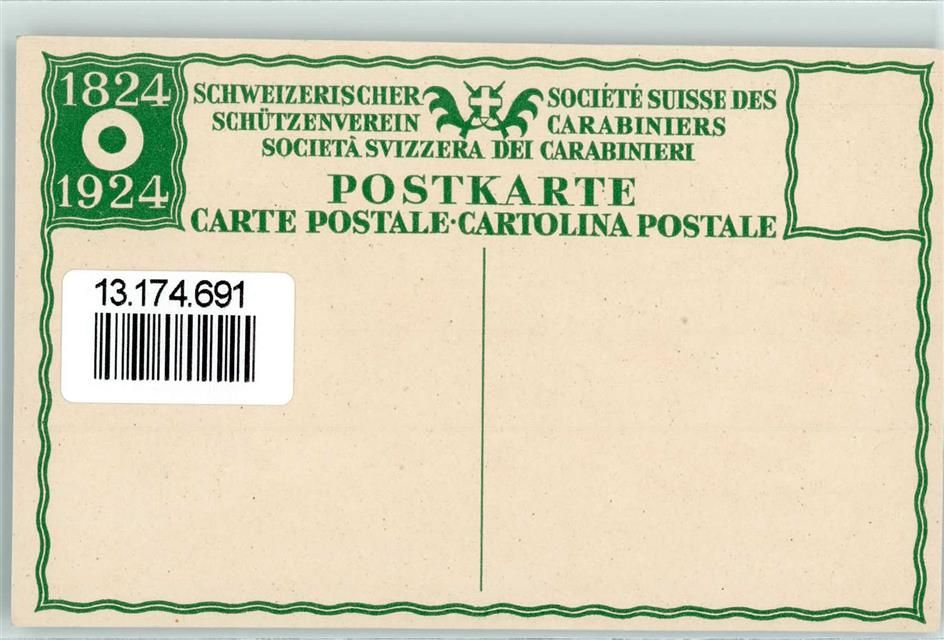 1824
1924
SCHWEIZERISCHER SOCIÉTÉ SUISSE DES
SCHÜTZENVEREIN CARABINIERS
SOCIETÀ SVIZZERA DEI CARABINIERI
POSTKARTE
CARTE POSTALE·CARTOLINA POSTALE
13.174.691